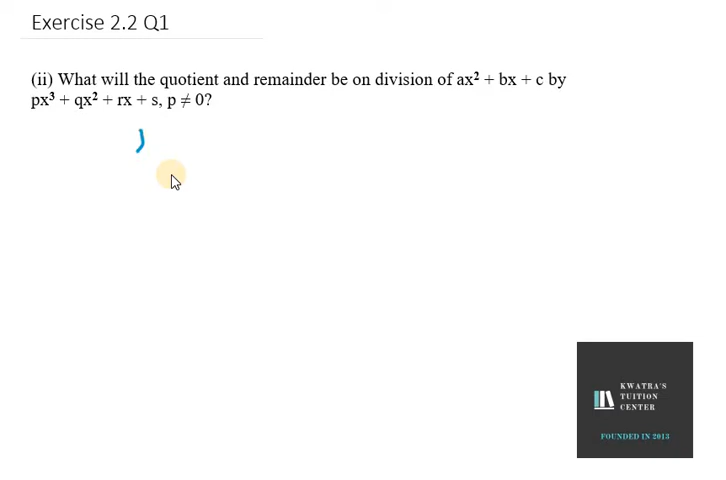 Exercise 2.2 Q1
(ii) What will the quotient and remainder be on division of ax² + bx + c by
px³ + qx² + rx + s, p ≠ 0?
)
KWATRA'S
TUITION
CENTER
FOUNDED IN 2013